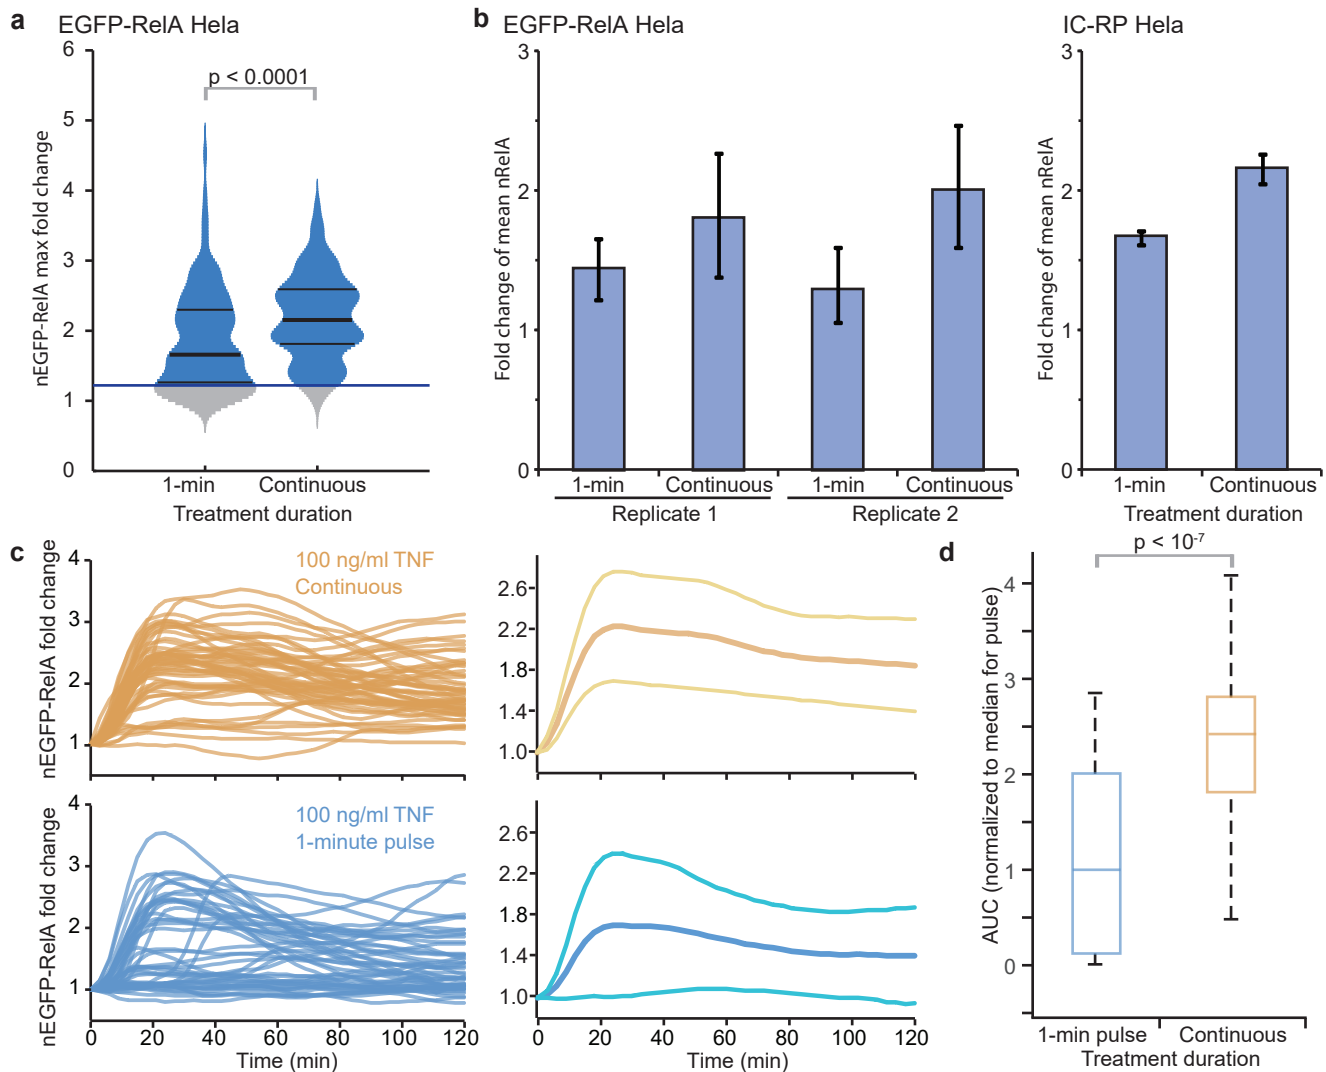 a
EGFP-RelA Hela
6
5
4
3
2
1
0
nEGFP-RelA max fold change
p < 0.0001
1-min
Continuous
Treatment duration
b
EGFP-RelA Hela
3
2
1
0
Fold change of mean nRelA
1-min
Continuous
1-min
Continuous
Replicate 1
Replicate 2
IC-RP Hela
3
2
1
0
Fold change of mean nRelA
1-min
Continuous
Treatment duration
c
4
3
2
1
nEGFP-RelA fold change
100 ng/ml TNF
Continuous
2.6
2.2
1.8
1.4
1.0
4
3
2
1
nEGFP-RelA fold change
100 ng/ml TNF
1-minute pulse
0 20 40 60 80 100 120
Time (min)
2.6
2.2
1.8
1.4
1.0
0 20 40 60 80 100 120
Time (min)
d
p < 10-7
4
3
2
1
0
AUC (normalized to median for pulse)
1-min pulse
Continuous
Treatment duration